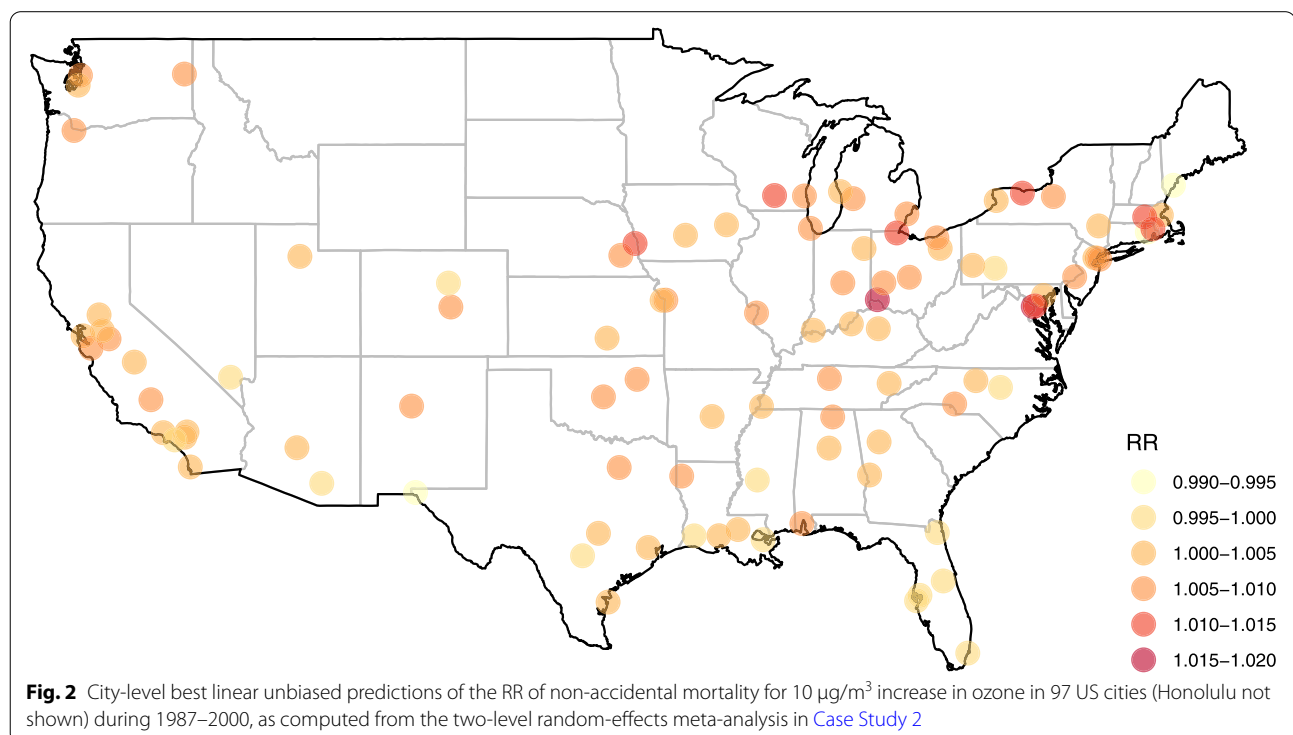 RR
0.990–0.995
0.995–1.000
1.000–1.005
1.005–1.010
1.010–1.015
1.015–1.020
Fig. 2 City-level best linear unbiased predictions of the RR of non-accidental mortality for 10 μg/m³ increase in ozone in 97 US cities (Honolulu not
shown) during 1987–2000, as computed from the two-level random-effects meta-analysis in Case Study 2